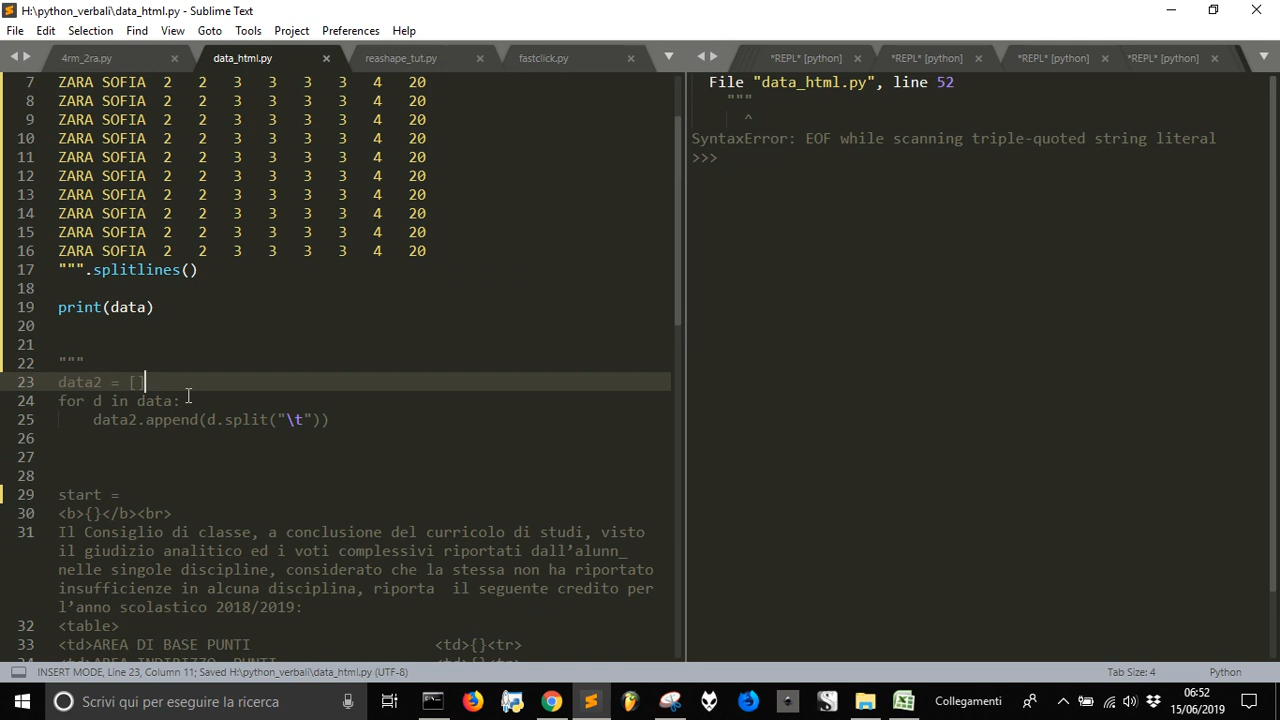 H:\python_verbali\data_html.py - Sublime Text
File Edit Selection Find View Goto Tools Project Preferences Help
4rm_2ra.py data_html.py reashape_tut.py fastclick.py
*REPL* [python] *REPL* [python] *REPL* [python] *REPL* [python]
7 ZARA SOFIA 2 2 3 3 3 3 4 20
8 ZARA SOFIA 2 2 3 3 3 3 4 20
9 ZARA SOFIA 2 2 3 3 3 3 4 20
10 ZARA SOFIA 2 2 3 3 3 3 4 20
11 ZARA SOFIA 2 2 3 3 3 3 4 20
12 ZARA SOFIA 2 2 3 3 3 3 4 20
13 ZARA SOFIA 2 2 3 3 3 3 4 20
14 ZARA SOFIA 2 2 3 3 3 3 4 20
15 ZARA SOFIA 2 2 3 3 3 3 4 20
16 ZARA SOFIA 2 2 3 3 3 3 4 20
17 """.splitlines()
18
19 print(data)
20
21
22 """
23 data2 = []
24 for d in data:
25 data2.append(d.split("\t"))
26
27
28
29 start =
30 <b>{}</b><br>
31 Il Consiglio di classe, a conclusione del curricolo di studi, visto
il giudizio analitico ed i voti complessivi riportati dall’alunn_
nelle singole discipline, considerato che la stessa non ha riportato
insufficienze in alcuna disciplina, riporta  il seguente credito per
l’anno scolastico 2018/2019:
32 <table>
33 <td>AREA DI BASE PUNTI <td>{}<tr>
34 <td>AREA INDIRIZZO  PUNTI <td>{}<tr>
File "data_html.py", line 52
"""
^
SyntaxError: EOF while scanning triple-quoted string literal
>>>
INSERT MODE, Line 23, Column 11; Saved H:\python_verbali\data_html.py (UTF-8) Tab Size: 4 Python
Scrivi qui per eseguire la ricerca
Collegamenti
06:52
15/06/2019